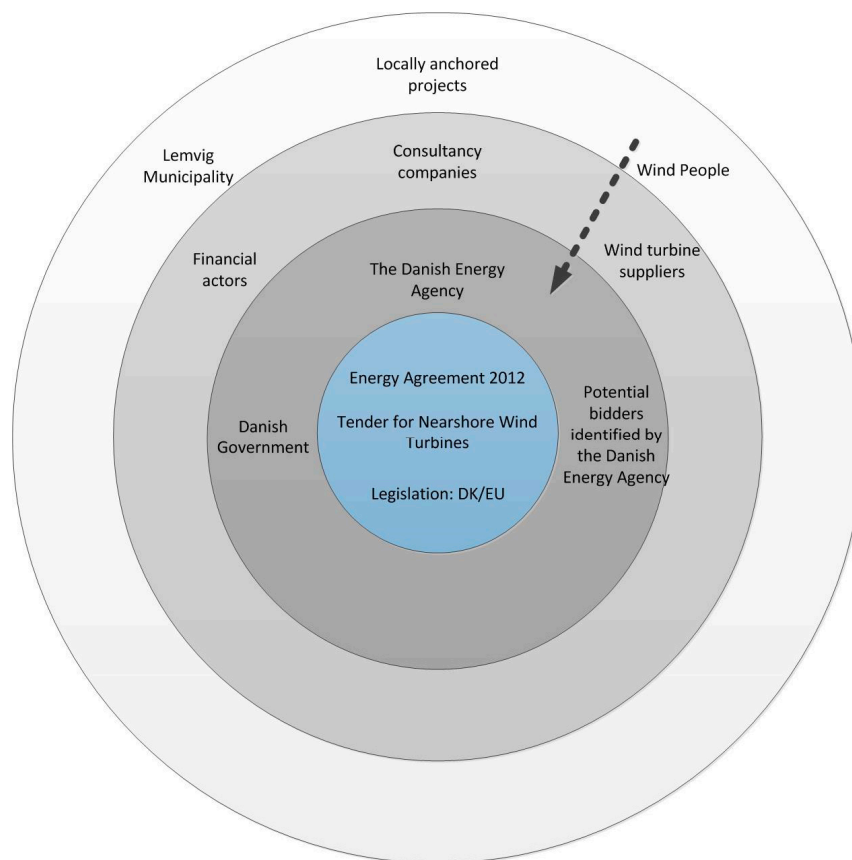 Locally anchored
projects
Lemvig
Municipality
Consultancy
companies
Wind People
Financial
actors
The Danish Energy
Agency
Wind turbine
suppliers
Energy Agreement 2012
Tender for Nearshore Wind
Turbines
Legislation: DK/EU
Danish
Government
Potential
bidders
identified by
the Danish
Energy Agency